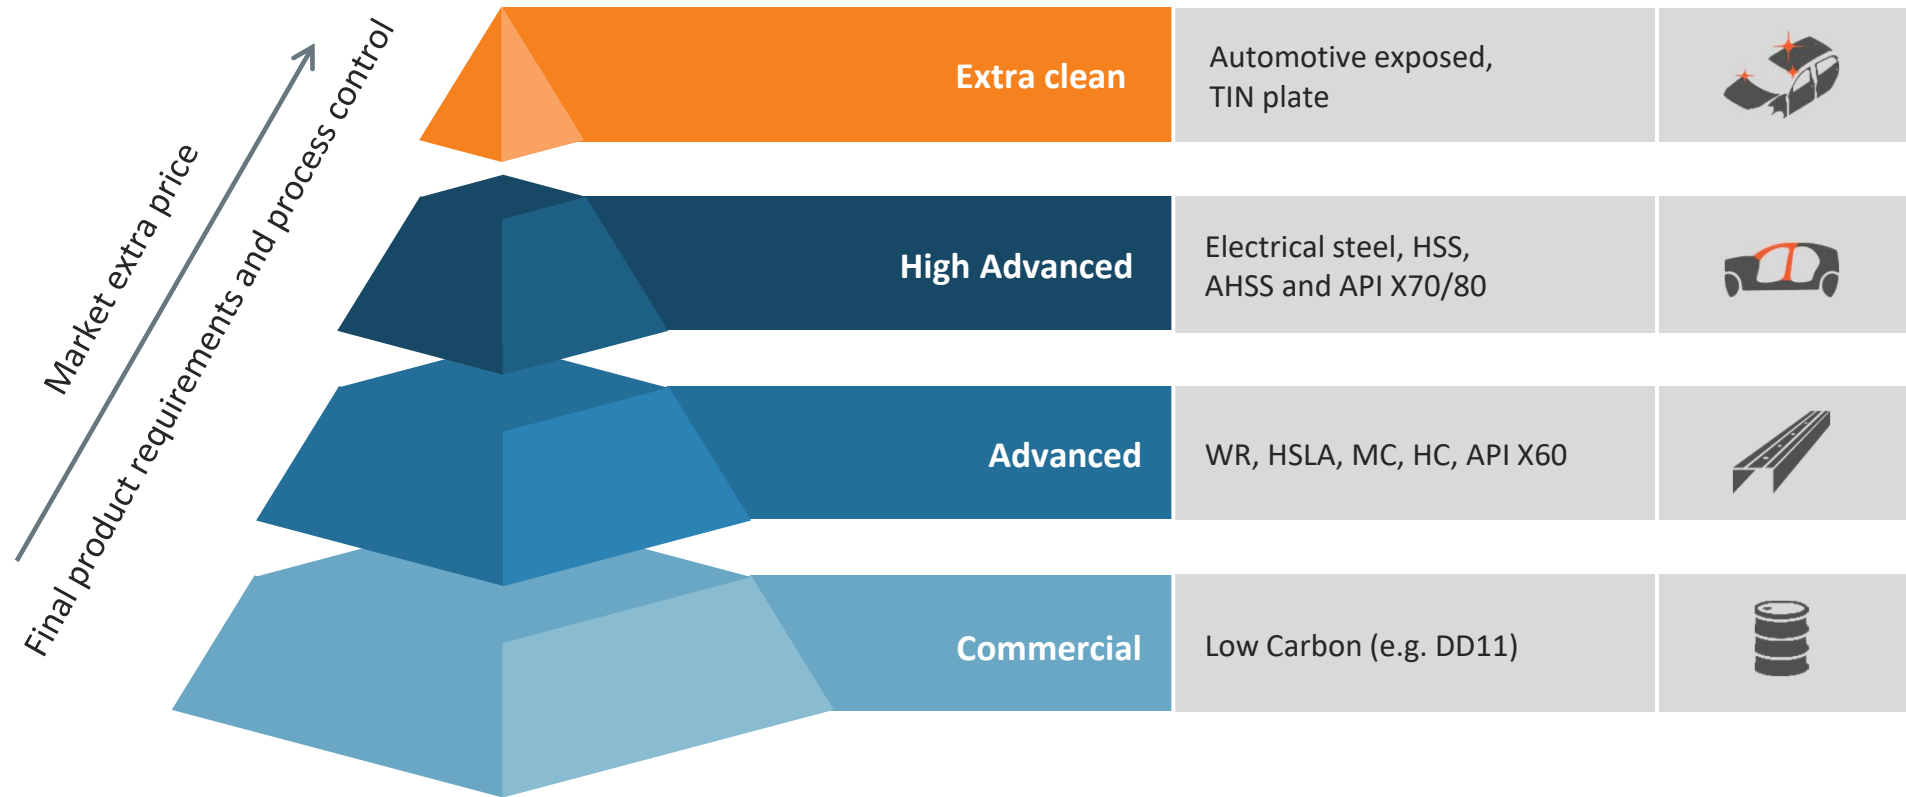 Market extra price
Final product requirements and process control
Extra clean
Automotive exposed,
TIN plate
High Advanced
Electrical steel, HSS,
AHSS and API X70/80
Advanced
WR, HSLA, MC, HC, API X60
Commercial
Low Carbon (e.g. DD11)